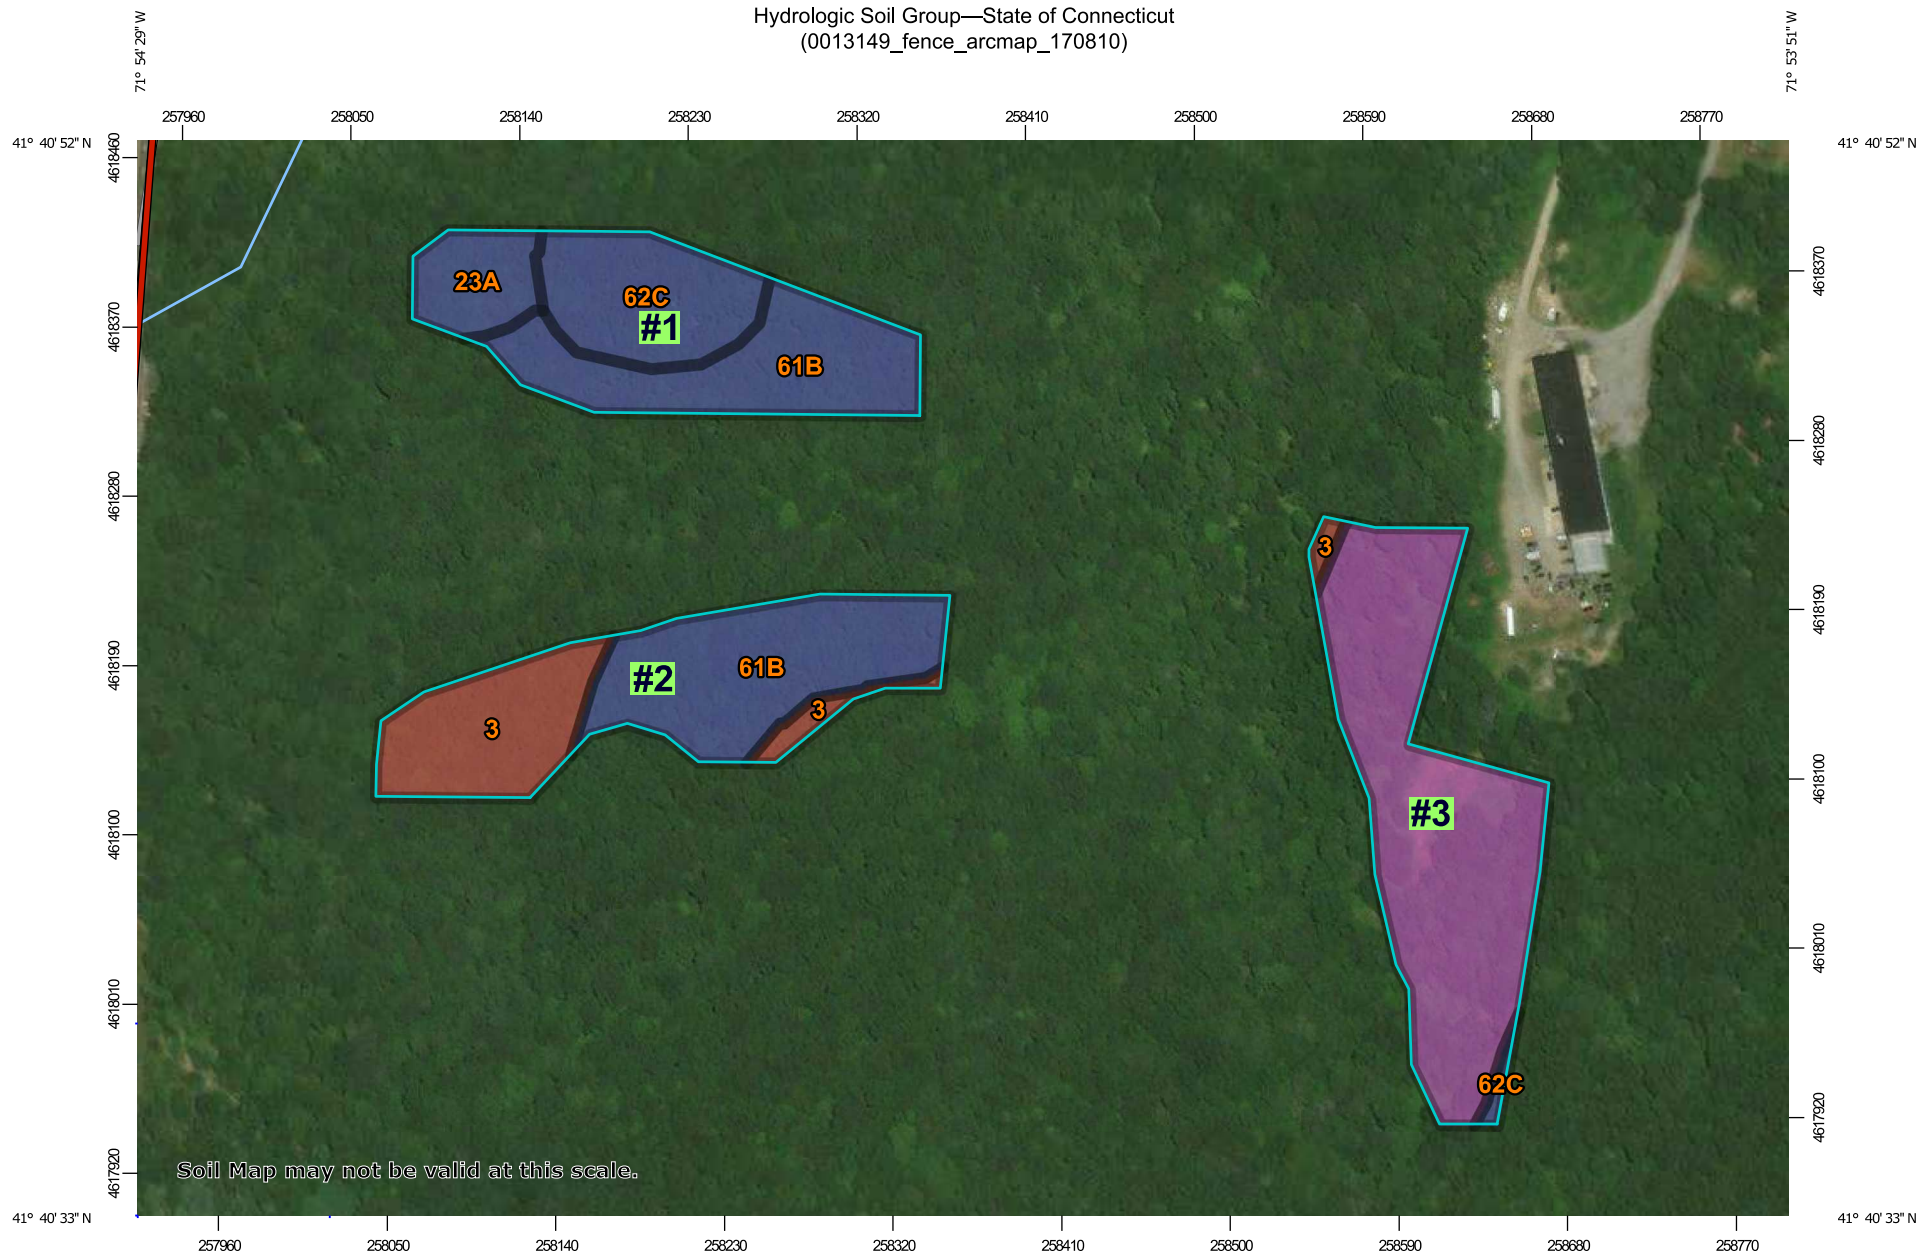 Hydrologic Soil Group—State of Connecticut
(0013149_fence_arcmap_170810)
71° 54' 29" W
71° 53' 51" W
257960 258050 258140 258230 258320 258410 258500 258590 258680 258770
41° 40' 52" N
41° 40' 52" N
4618460
4618370
4618280
4618190
4618100
4618010
4617920
4618370
4618280
4618190
4618100
4618010
4617920
23A
62C
#1
61B
3
#2
61B
3
3
#3
62C
Soil Map may not be valid at this scale.
41° 40' 33" N
41° 40' 33" N
257960 258050 258140 258230 258320 258410 258500 258590 258680 258770